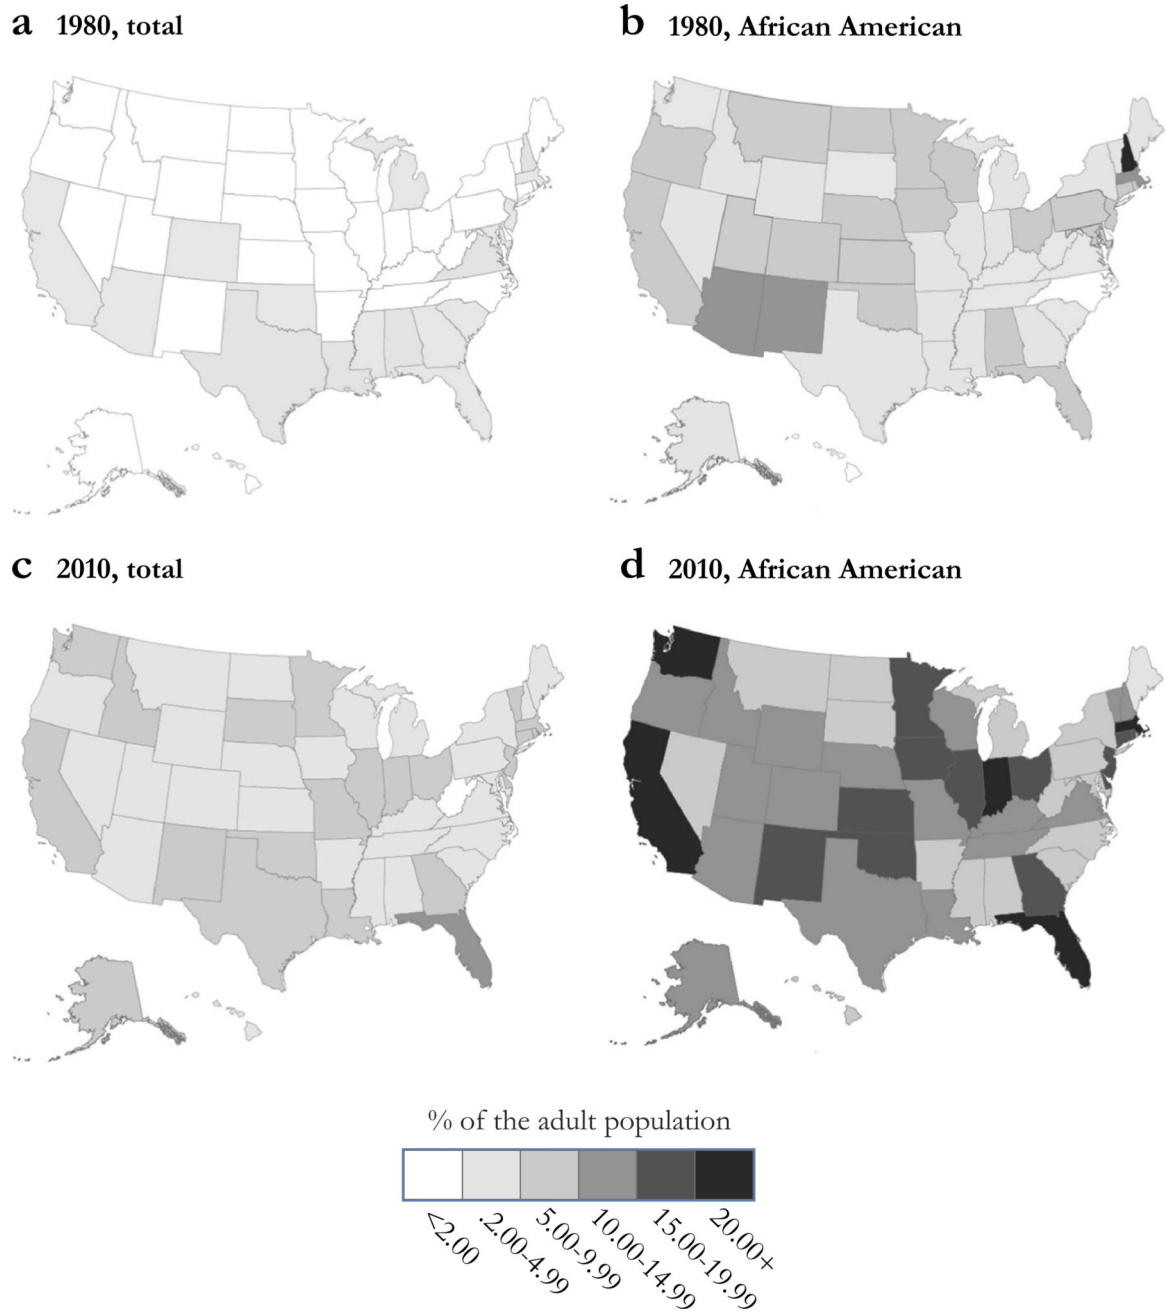 a 1980, total
b 1980, African American
c 2010, total
d 2010, African American
% of the adult population
<2.00
.2.00-4.99
5.00-9.99
10.00-14.99
15.00-19.99
20.00+